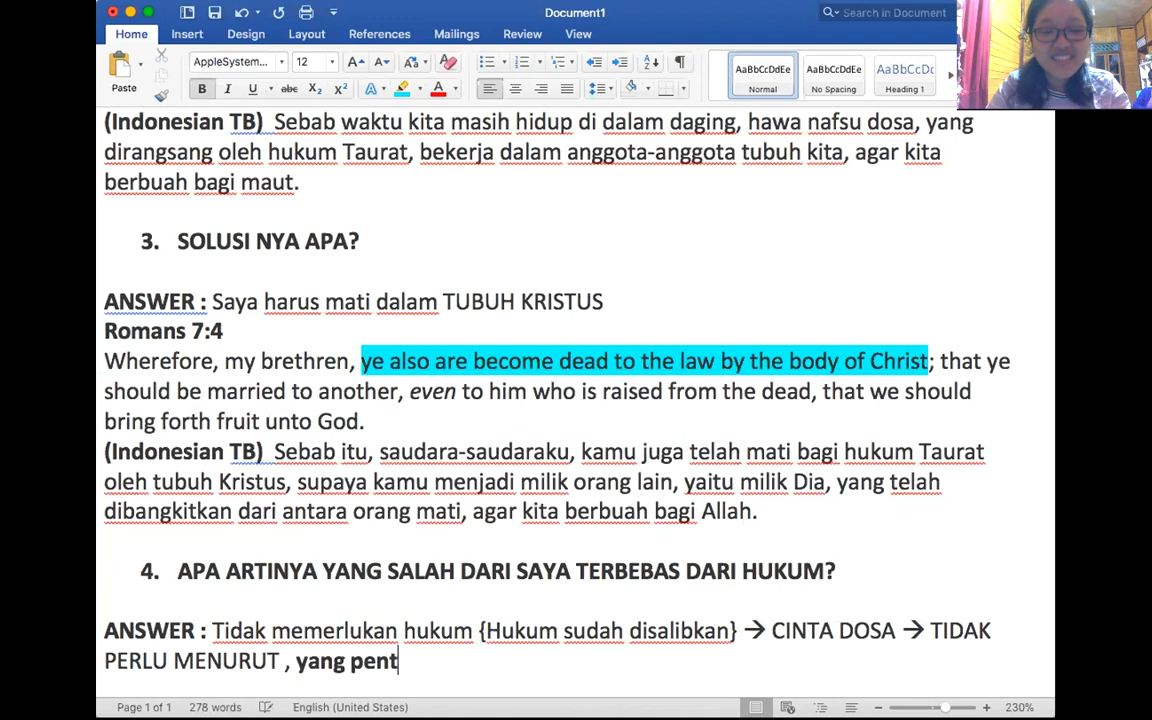 Document1
Search in Document
Home Insert Design Layout References Mailings Review View
Paste
AppleSystem... 12
AaBbCcDdEe AaBbCcDdEe AaBbCcDc
Normal No Spacing Heading 1
(Indonesian TB) Sebab waktu kita masih hidup di dalam daging, hawa nafsu dosa, yang
dirangsang oleh hukum Taurat, bekerja dalam anggota-anggota tubuh kita, agar kita
berbuah bagi maut.
3. SOLUSI NYA APA?
ANSWER : Saya harus mati dalam TUBUH KRISTUS
Romans 7:4
Wherefore, my brethren, ye also are become dead to the law by the body of Christ; that ye
should be married to another, even to him who is raised from the dead, that we should
bring forth fruit unto God.
(Indonesian TB) Sebab itu, saudara-saudaraku, kamu juga telah mati bagi hukum Taurat
oleh tubuh Kristus, supaya kamu menjadi milik orang lain, yaitu milik Dia, yang telah
dibangkitkan dari antara orang mati, agar kita berbuah bagi Allah.
4. APA ARTINYA YANG SALAH DARI SAYA TERBEBAS DARI HUKUM?
ANSWER : Tidak memerlukan hukum {Hukum sudah disalibkan} → CINTA DOSA → TIDAK
PERLU MENURUT , yang pent
Page 1 of 1 278 words English (United States) 230%